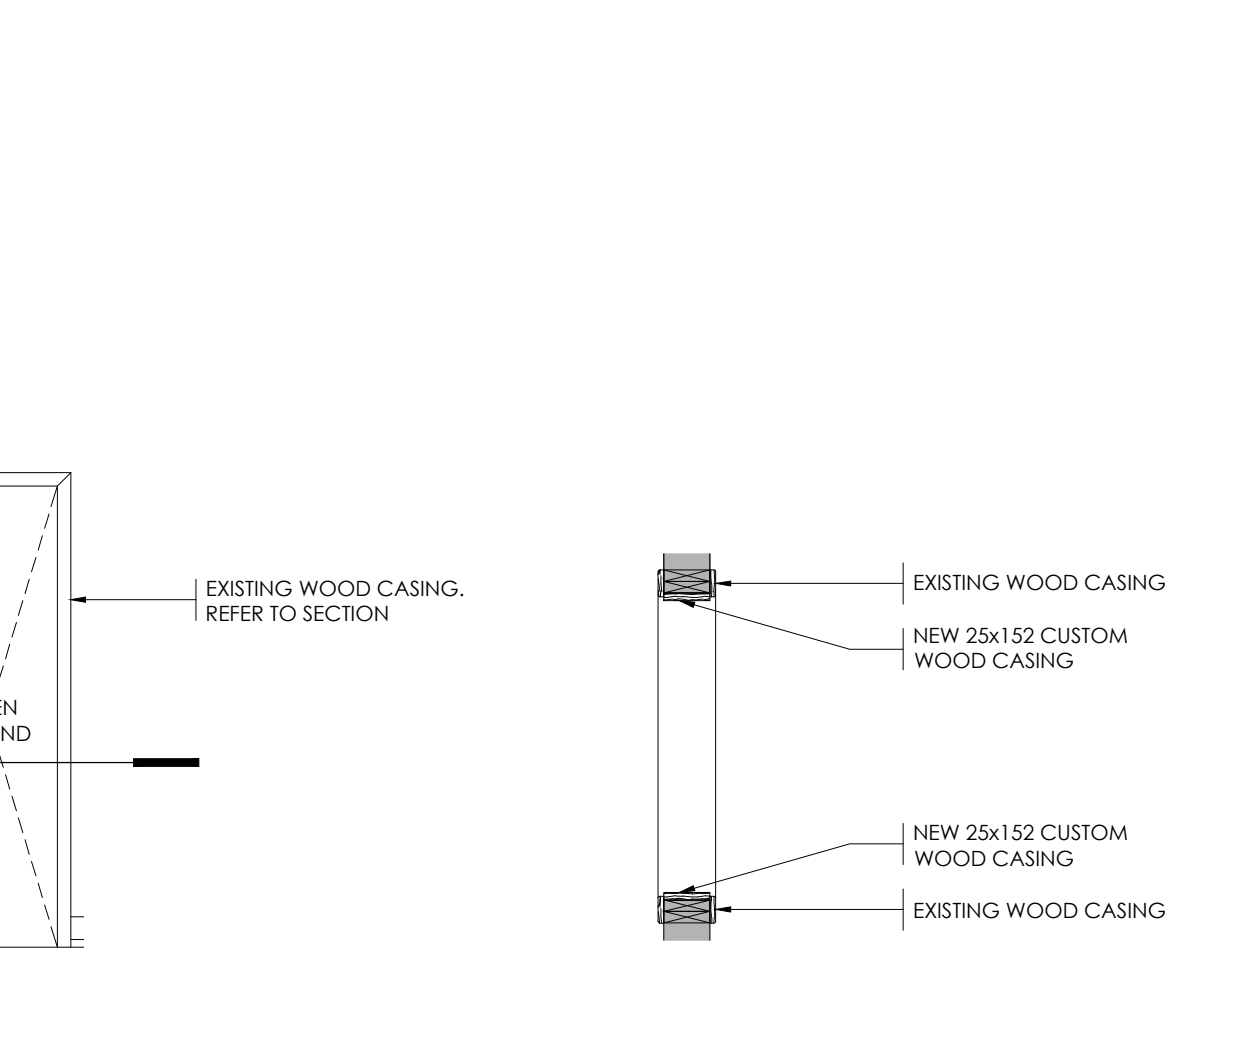 EXISTING WOOD CASING.
REFER TO SECTION
EN
ND
EXISTING WOOD CASING
NEW 25x152 CUSTOM
WOOD CASING
NEW 25x152 CUSTOM
WOOD CASING
EXISTING WOOD CASING